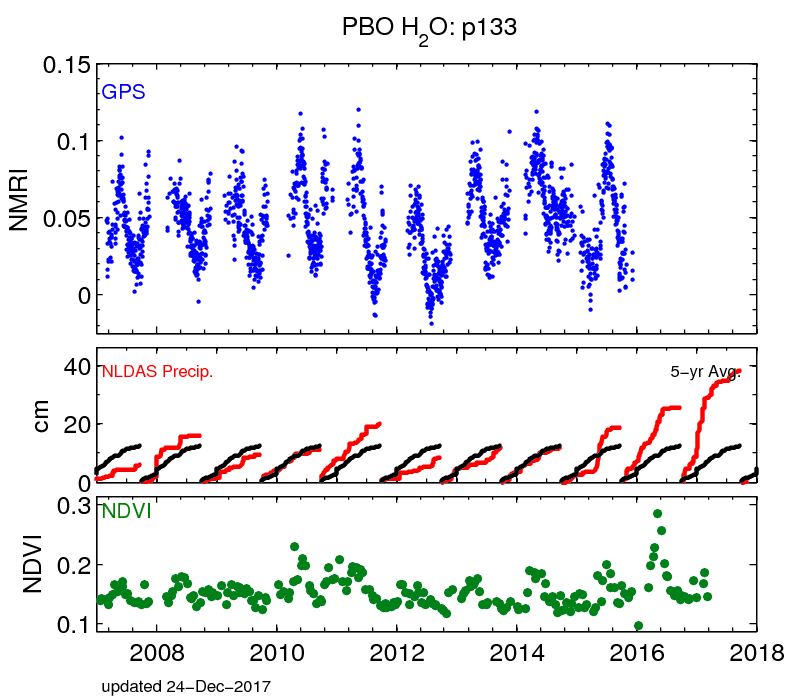 PBO H2O: p133
0.15
GPS
0.1
NMRI
0.05
0
40
NLDAS Precip.
5-yr Avg.
cm
20
0
0.3
NDVI
NDVI
0.2
0.1
2008 2010 2012 2014 2016 2018
updated 24-Dec-2017